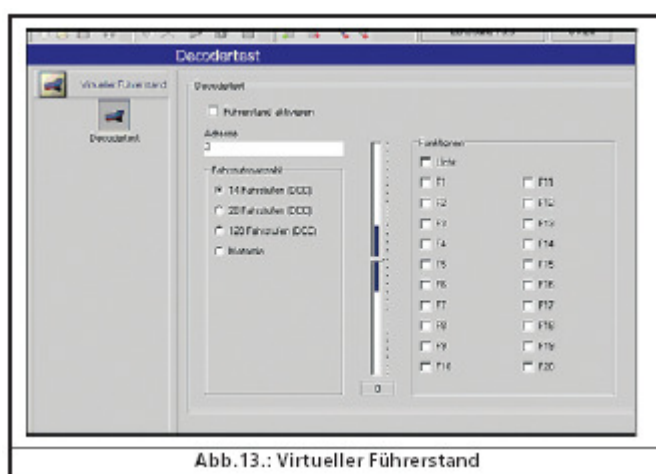 Decodertest
Virtueller Führerstand
Decodertest
Decodertest
Führerstand aktivieren
Adresse
3
Fahrstufenanzahl
14 Fahrstufen (DCC)
28 Fahrstufen (DCC)
128 Fahrstufen (DCC)
Motorola
0
Funktionen
Licht
F1
F2
F3
F4
F5
F6
F7
F8
F9
F10
F11
F12
F13
F14
F15
F16
F17
F18
F19
F20
Abb.13.: Virtueller Führerstand